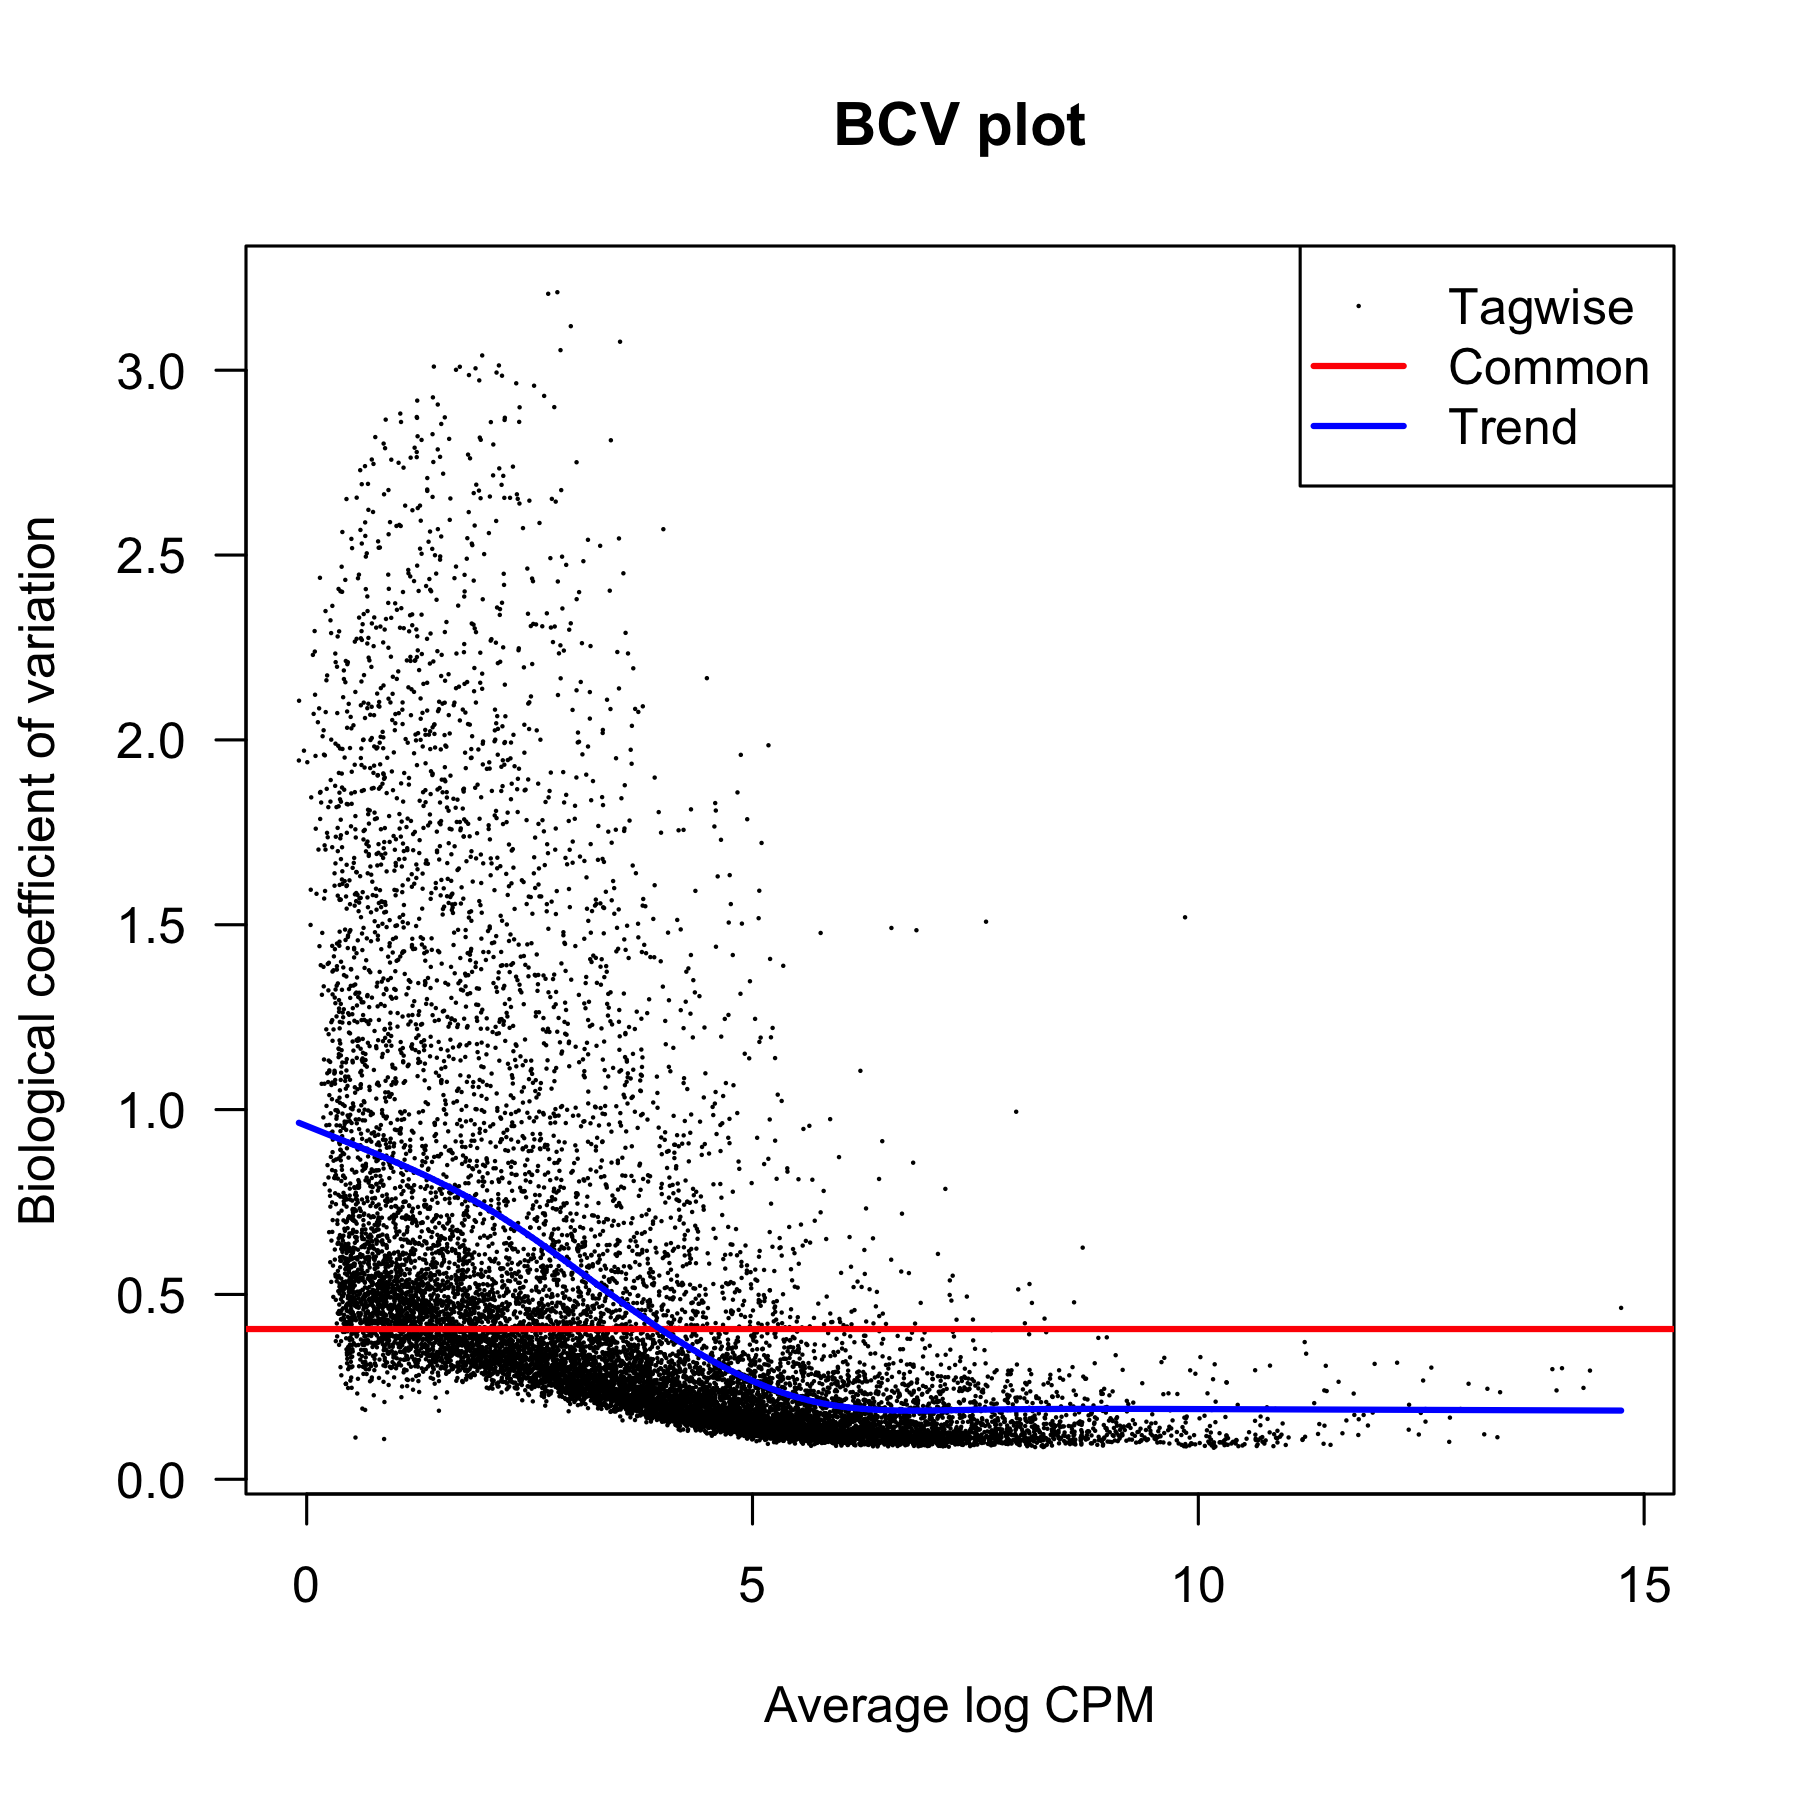 BCV plot
Tagwise
Common
Trend
Biological coefficient of variation
3.0
2.5
2.0
1.5
1.0
0.5
0.0
0 5 10 15
Average log CPM